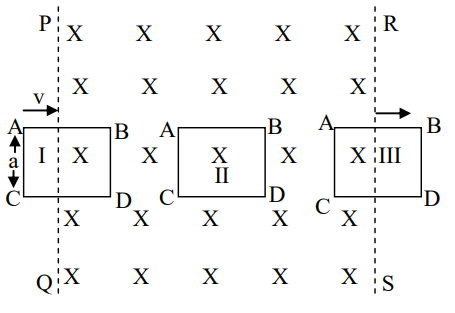 P X X X X X R
X X X X X
v
A B A B A B
a I X X X X X III
II
C D C D C D
X X X X X
Q X X X X X S